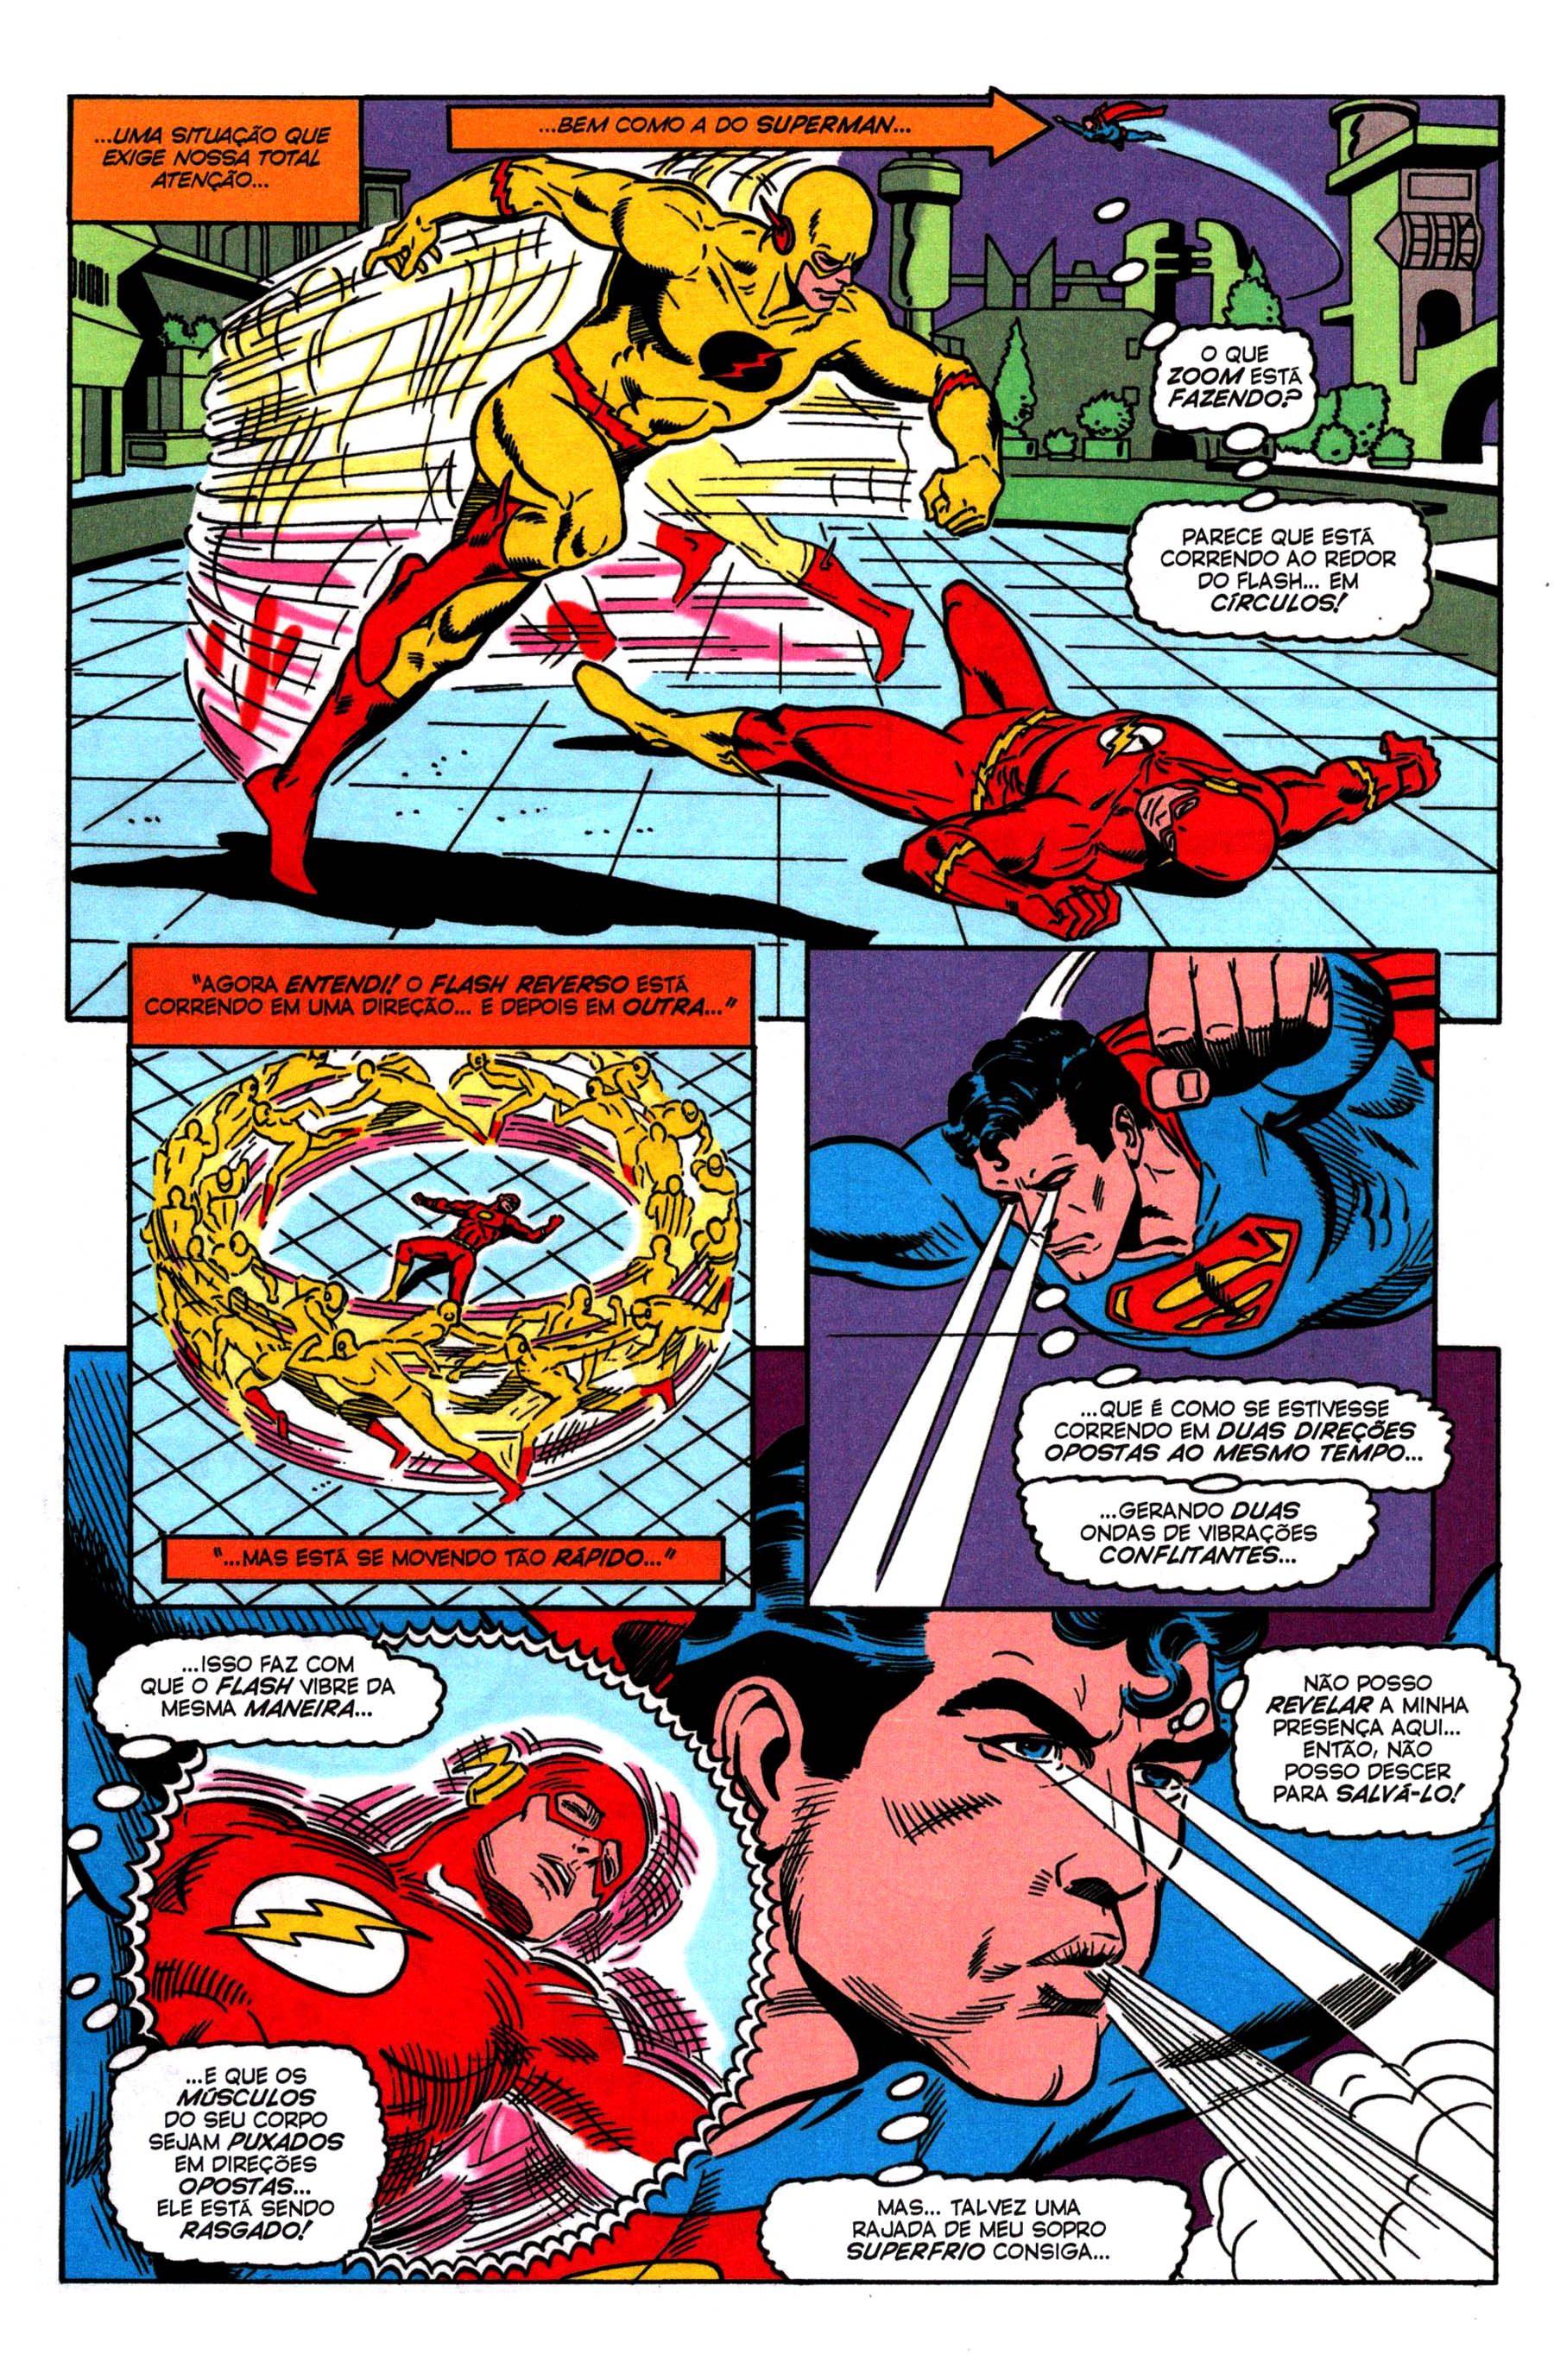 ...UMA SITUAÇÃO QUE
EXIGE NOSSA TOTAL
ATENÇÃO...
...BEM COMO A DO SUPERMAN...
O QUE
ZOOM ESTÁ
FAZENDO?
PARECE QUE ESTÁ
CORRENDO AO REDOR
DO FLASH... EM
CÍRCULOS!
"AGORA ENTENDI! O FLASH REVERSO ESTÁ
CORRENDO EM UMA DIREÇÃO... E DEPOIS EM OUTRA..."
"...MAS ESTÁ SE MOVENDO TÃO RÁPIDO..."
...QUE É COMO SE ESTIVESSE
CORRENDO EM DUAS DIREÇÕES
OPOSTAS AO MESMO TEMPO...
...GERANDO DUAS
ONDAS DE VIBRAÇÕES
CONFLITANTES...
...ISSO FAZ COM
QUE O FLASH VIBRE DA
MESMA MANEIRA...
...E QUE OS
MÚSCULOS
DO SEU CORPO
SEJAM PUXADOS
EM DIREÇÕES
OPOSTAS...
ELE ESTÁ SENDO
RASGADO!
NÃO POSSO
REVELAR A MINHA
PRESENÇA AQUI...
ENTÃO, NÃO
POSSO DESCER
PARA SALVÁ-LO!
MAS... TALVEZ UMA
RAJADA DE MEU SOPRO
SUPERFRIO CONSIGA...